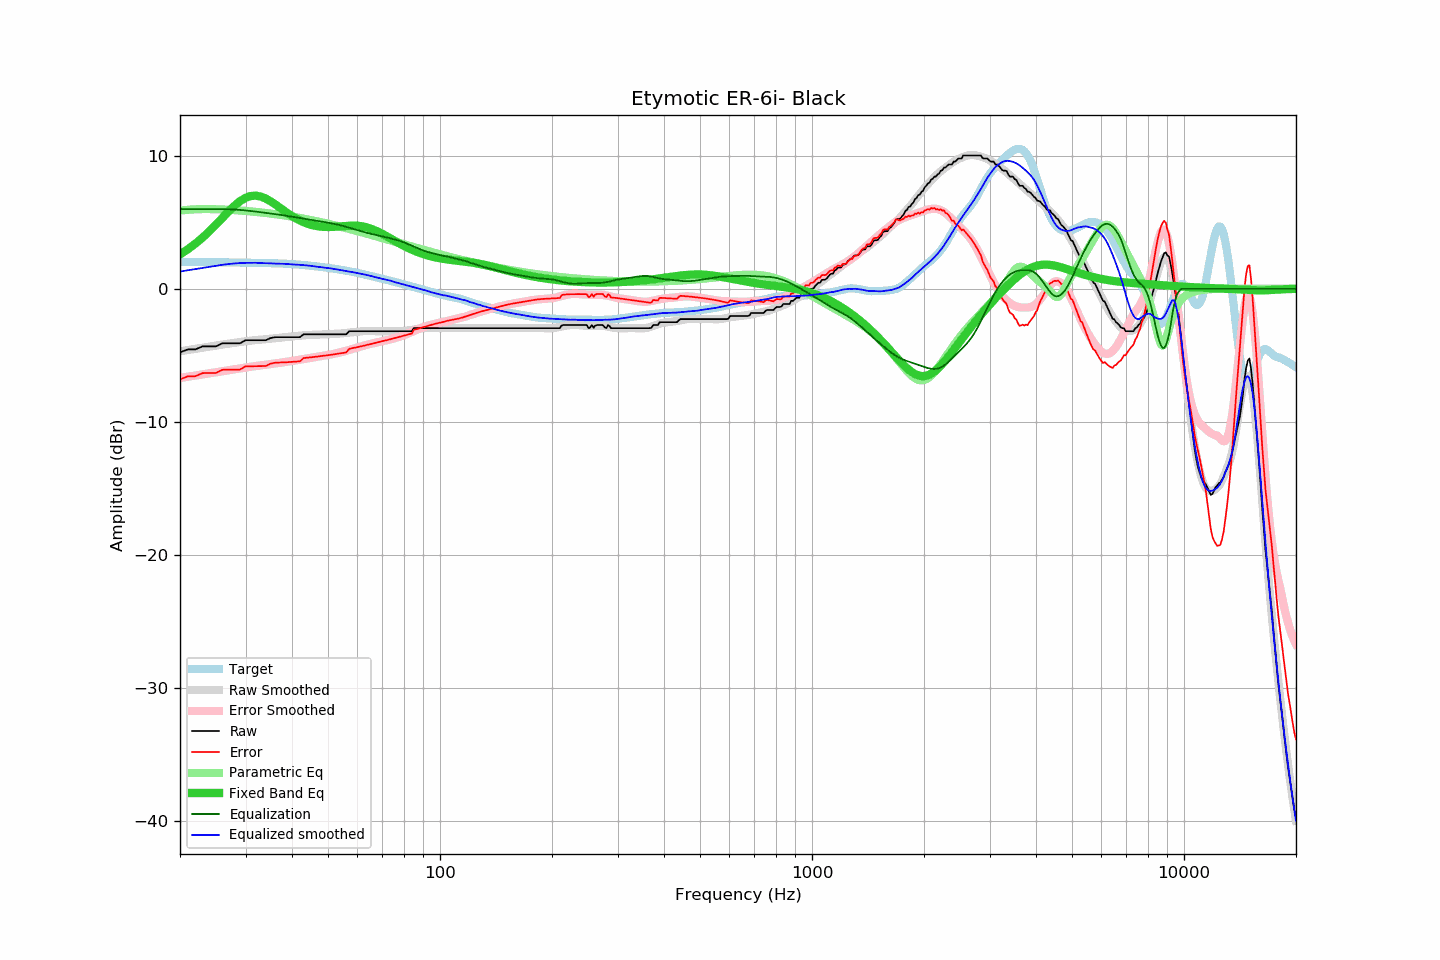 Etymotic ER-6i- Black
10
0
−10
−20
−30
−40
Amplitude (dBr)
Target
Raw Smoothed
Error Smoothed
Raw
Error
Parametric Eq
Fixed Band Eq
Equalization
Equalized smoothed
100
1000
10000
Frequency (Hz)